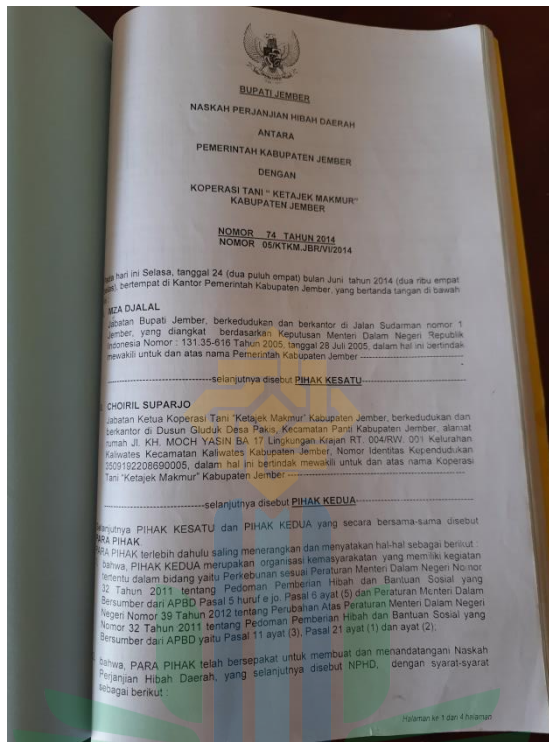 BUPATI JEMBER
NASKAH PERJANJIAN HIBAH DAERAH
ANTARA
PEMERINTAH KABUPATEN JEMBER
DENGAN
KOPERASI TANI " KETAJEK MAKMUR"
KABUPATEN JEMBER
NOMOR 74 TAHUN 2014
NOMOR 05/KTKM.JBR/VI/2014
hari ini Selasa, tanggal 24 (dua puluh empat) bulan Juni tahun 2014 (dua ribu empat
bertempat di Kantor Pemerintah Kabupaten Jember, yang bertanda tangan di bawah
MZA DJALAL
Jabatan Bupati Jember, berkedudukan dan berkantor di Jalan Sudarman nomor 1
Jember, yang diangkat berdasarkan Keputusan Menteri Dalam Negeri Republik
Indonesia Nomor : 131.35-616 Tahun 2005, tanggal 28 Juli 2005, dalam hal ini bertindak
mewakili untuk dan atas nama Pemerintah Kabupaten Jember
selanjutnya disebut PIHAK KESATU
CHOIRIL SUPARJO
Jabatan Ketua Koperasi Tani "Ketajek Makmur" Kabupaten Jember, berkedudukan dan
berkantor di Dusun Gluduk Desa Pakis, Kecamatan Panti Kabupaten Jember, alamat
rumah Jl. KH. MOCH YASIN BA 17 Lingkungan Krajan RT. 004/RW. 001 Kelurahan
Kaliwates Kecamatan Kaliwates Kabupaten Jember, Nomor Identitas Kependudukan
3509192208690005, dalam hal ini bertindak mewakili untuk dan atas nama Koperasi
Tani "Ketajek Makmur" Kabupaten Jember
selanjutnya disebut PIHAK KEDUA
Selanjutnya PIHAK KESATU dan PIHAK KEDUA yang secara bersama-sama disebut
PARA PIHAK
PARA PIHAK terlebih dahulu saling menerangkan dan menyatakan hal-hal sebagai berikut :
bahwa, PIHAK KEDUA merupakan organisasi kemasyarakatan yang memiliki kegiatan
tertentu dalam bidang yaitu Perkebunan sesuai Peraturan Menteri Dalam Negeri Nomor
32 Tahun 2011 tentang Pedoman Pemberian Hibah dan Bantuan Sosial yang
Bersumber dari APBD Pasal 5 huruf e jo. Pasal 6 ayat (5) dan Peraturan Menteri Dalam
Negeri Nomor 39 Tahun 2012 tentang Perubahan Atas Peraturan Menteri Dalam Negeri
Nomor 32 Tahun 2011 tentang Pedoman Pemberian Hibah dan Bantuan Sosial yang
Bersumber dari APBD yaitu Pasal 11 ayat (3), Pasal 21 ayat (1) dan ayat (2);
bahwa, PARA PIHAK telah bersepakat untuk membuat dan menandatangani Naskah
Perjanjian Hibah Daerah, yang selanjutnya disebut NPHD, dengan syarat-syarat
sebagai berikut :
Halaman ke 1 dari 4 halaman